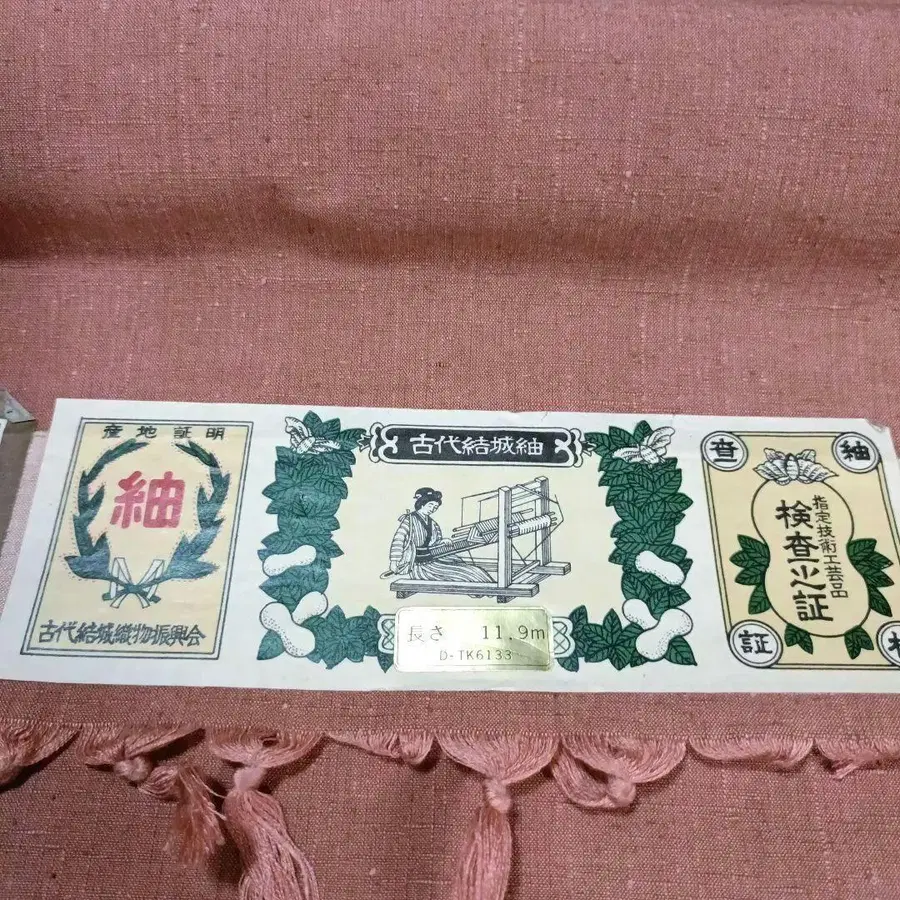 産地証明
紬
古代結城織物振興会
古代結城紬
長さ 11.9m
D-TK6133
査
紬
指定技術工芸品
検査之証
証